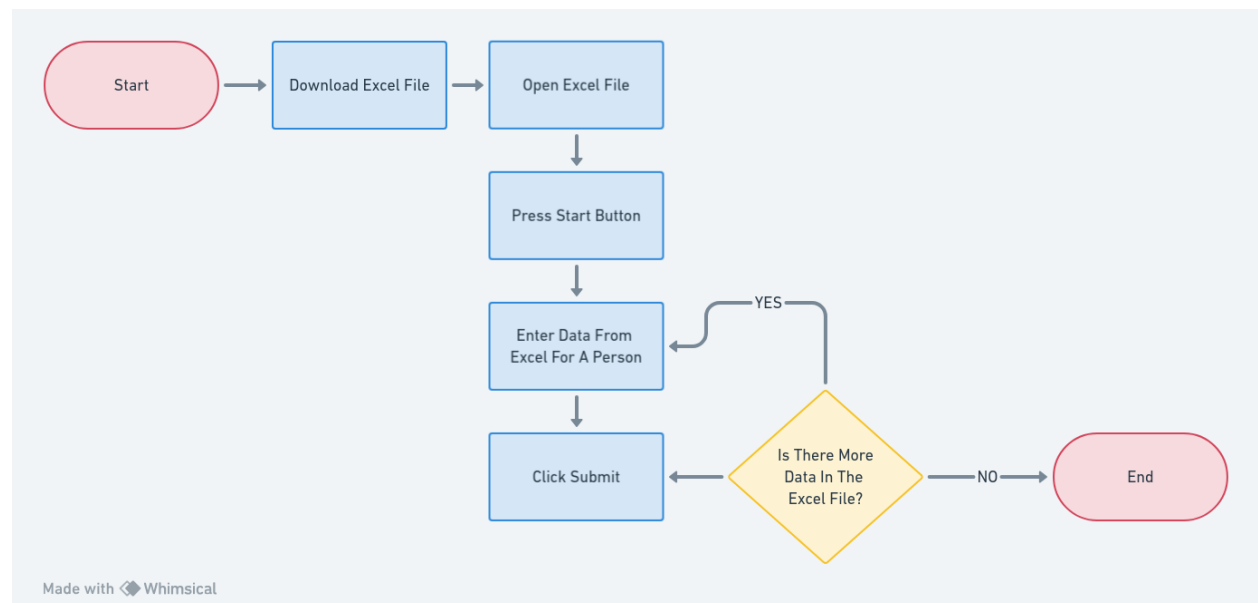 Start
Download Excel File
Open Excel File
Press Start Button
Enter Data From
Excel For A Person
YES
Click Submit
Is There More
Data In The
Excel File?
NO
End
Made with Whimsical